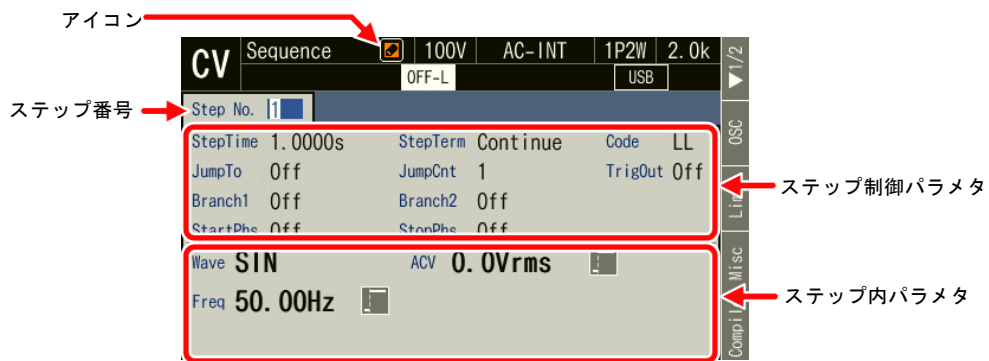 アイコン
CV Sequence 100V AC-INT 1P2W 2.0k
OFF-L USB
▼1/2
ステップ番号
Step No. 1
StepTime 1.0000s StepTerm Continue Code LL
JumpTo Off JumpCnt 1 TrigOut Off
Branch1 Off Branch2 Off
StartPhs Off StopPhs Off
OSC
ステップ制御パラメタ
Wave SIN ACV 0.0Vrms
Freq 50.00Hz
Misc
ステップ内パラメタ